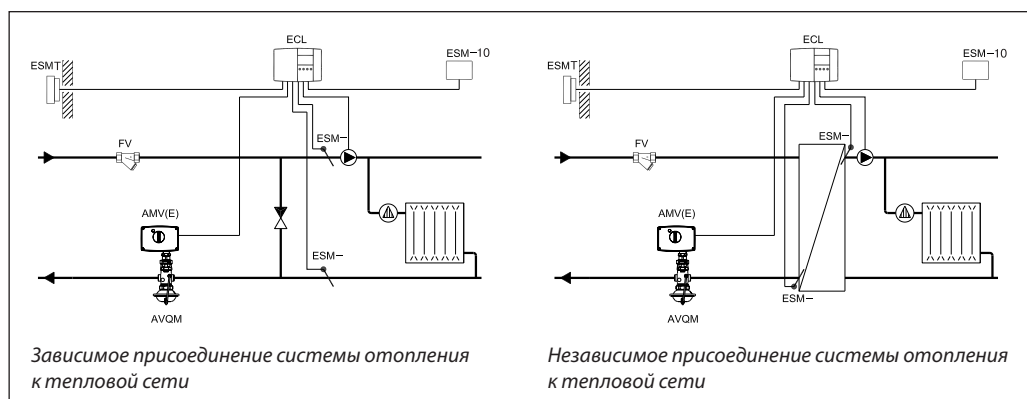 ECL
ESM-10
ESMT
ESM-
FV
AMV(E)
ESM-
AVQM
Зависимое присоединение системы отопления
к тепловой сети
ECL
ESM-10
ESMT
ESM-
FV
AMV(E)
ESM-
AVQM
Независимое присоединение системы отопления
к тепловой сети